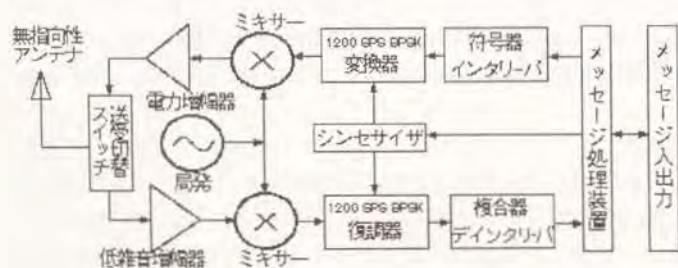 ミキサー
無指向性
アンテナ
1200 GPS BPSK
変換器
符号器
インタリーバ
電力増幅器
送受切替
スイッチ
局発
シンセサイザ
メッセージ処理装置
メッセージ入出力
1200 GPS BPSK
復調器
複合器
デインタリーバ
低雑音増幅器
ミキサー